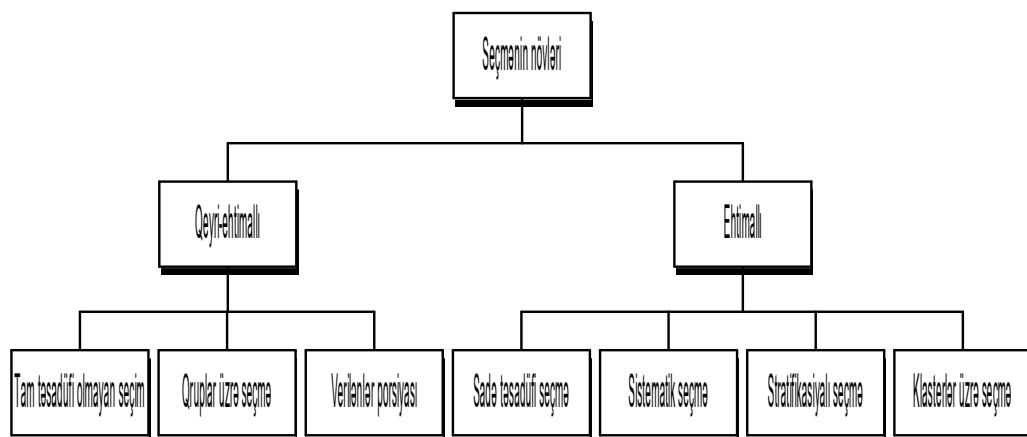 Seçmənin növləri
Qeyri-ehtimallı
Ehtimallı
Tam təsadüfi olmayan seçim
Qruplar üzrə seçmə
Verilənlər porsiyası
Sadə təsadüfi seçmə
Sistematik seçmə
Stratifikasiyalı seçmə
Klasterlər üzrə seçmə